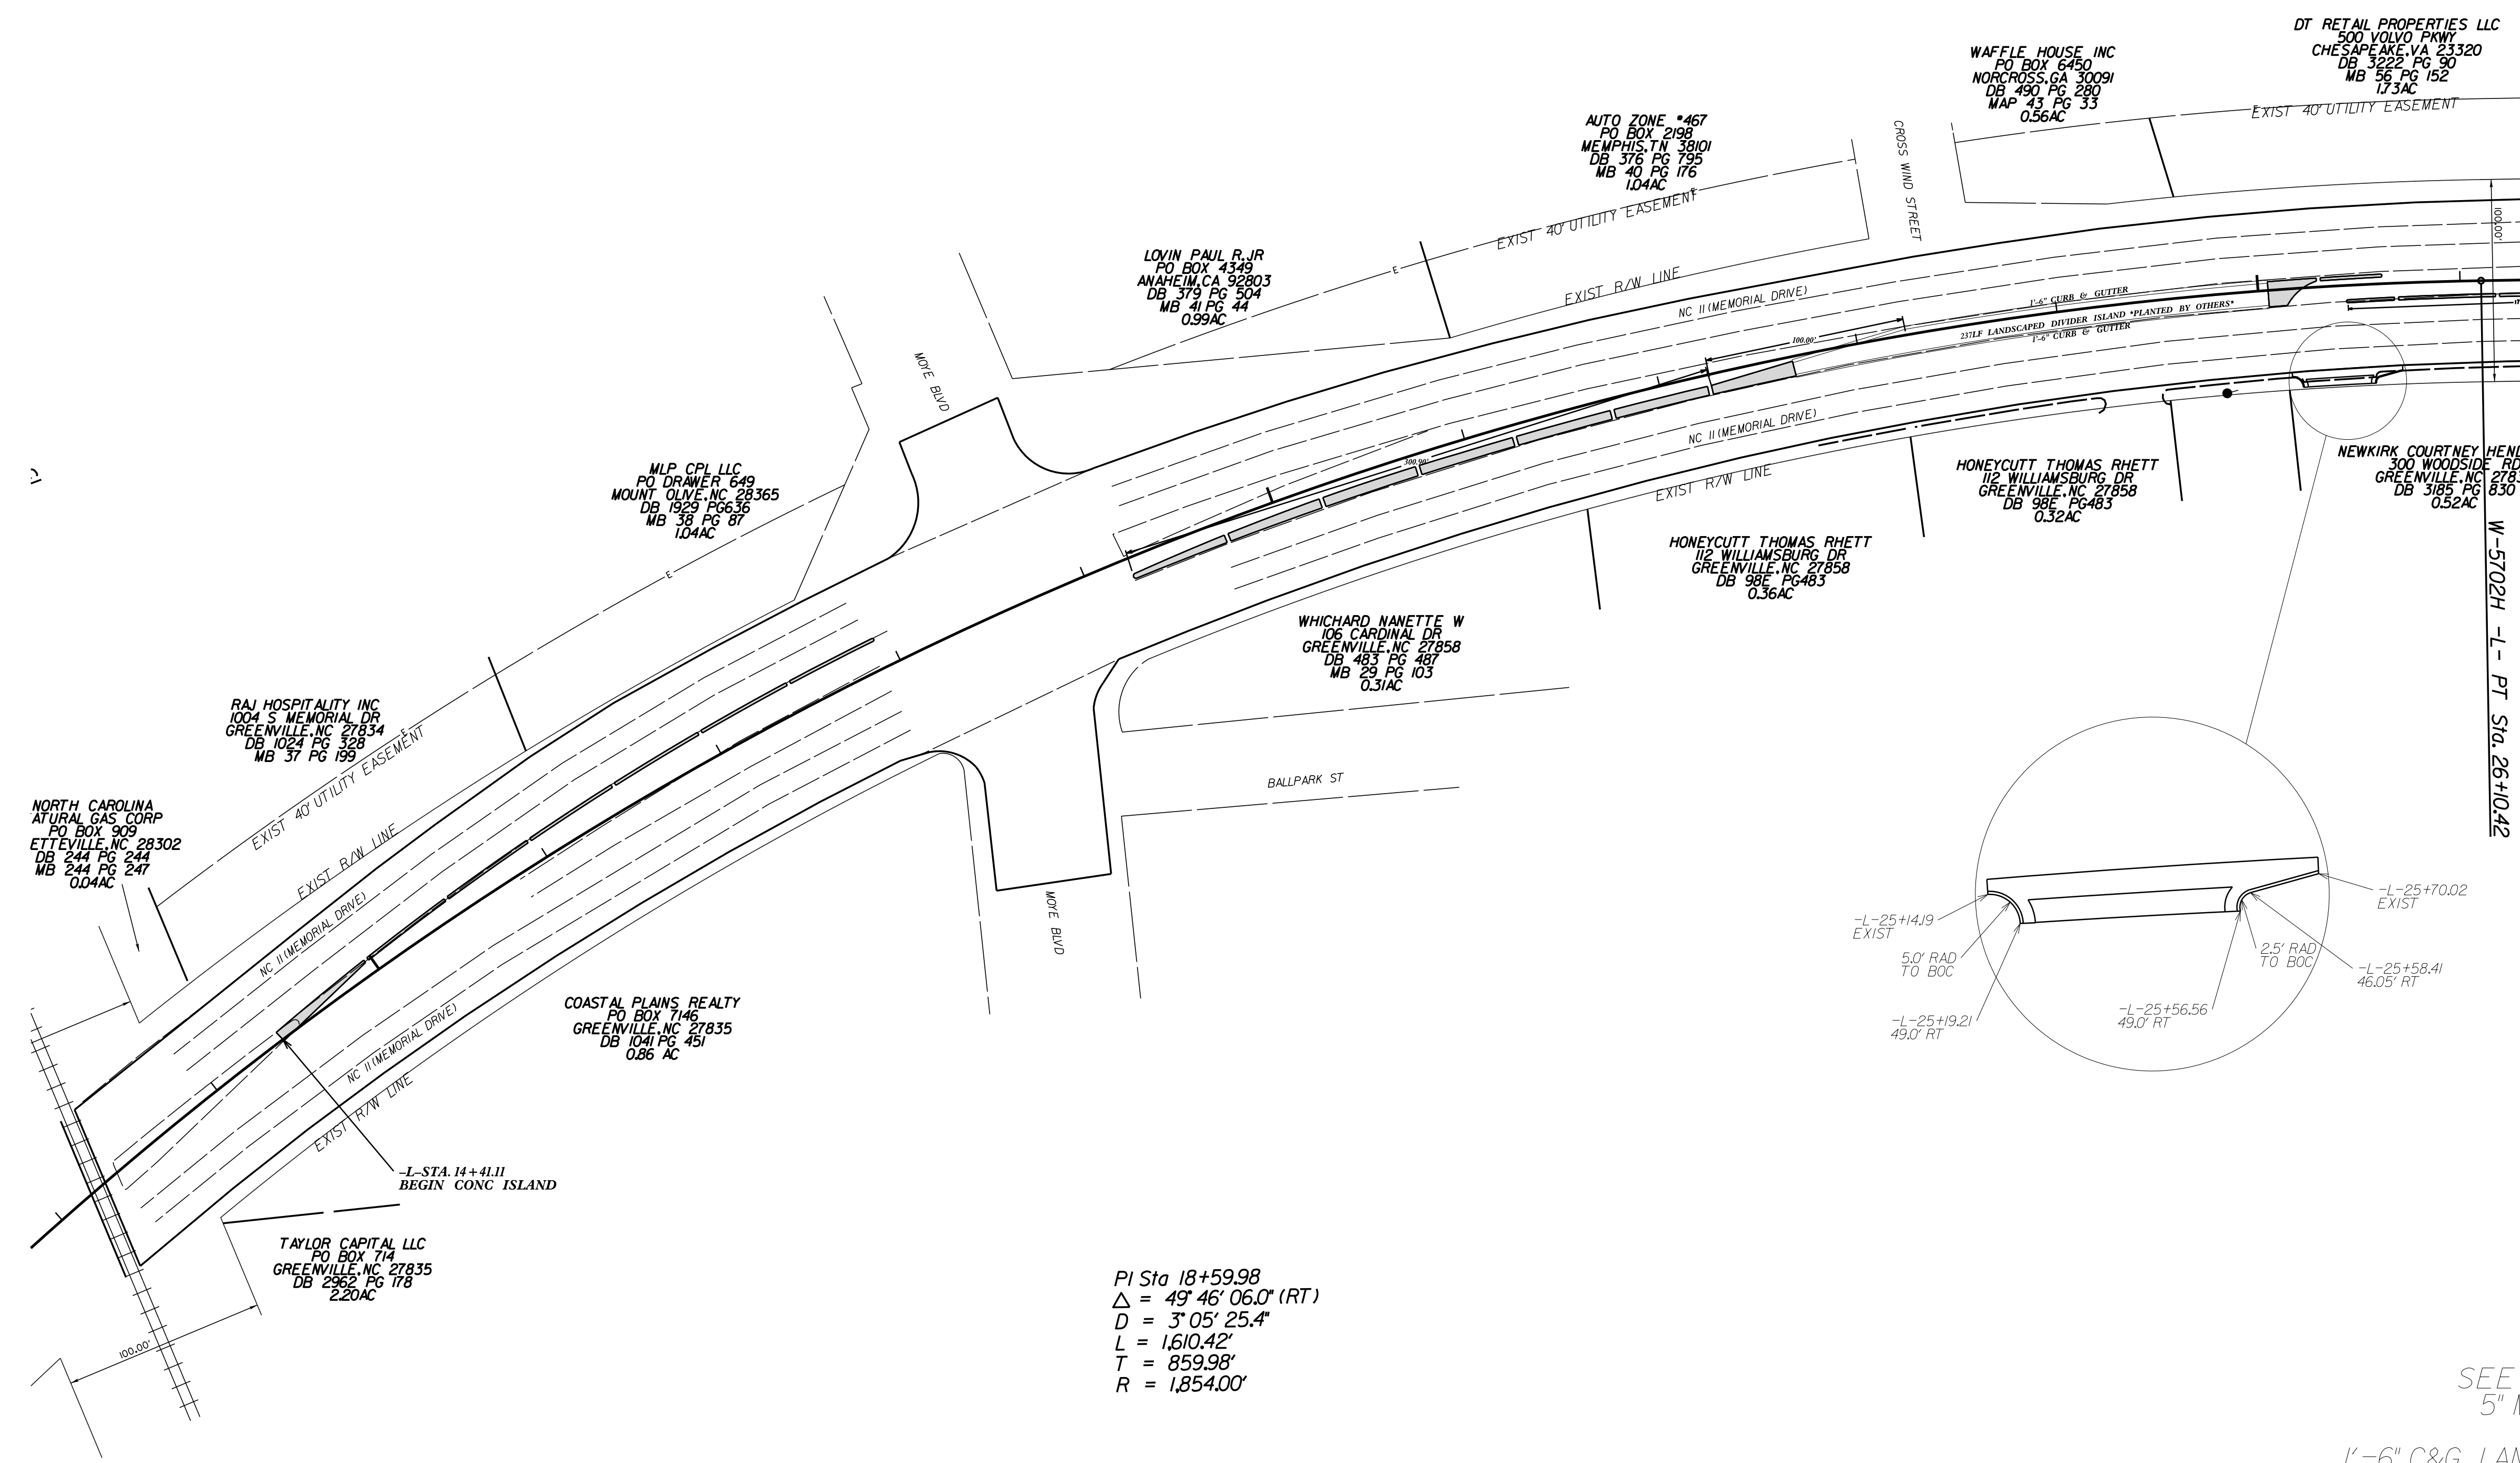 DT RETAIL PROPERTIES LLC
500 VOLVO PKWY
CHESAPEAKE,VA 23320
DB 3222 PG 90
MB 56 PG 152
1.73AC
EXIST 40' UTILITY EASEMENT
E
WAFFLE HOUSE INC
PO BOX 6450
NORCROSS,GA 30091
DB 490 PG 280
MAP 43 PG 33
0.56AC
CROSS WIND STREET
AUTO ZONE *467
PO BOX 2198
MEMPHIS,TN 38101
DB 376 PG 795
MB 40 PG 176
1.04AC
EXIST 40' UTILITY EASEMENT
E
EXIST R/W LINE
NC 11 (MEMORIAL DRIVE)
LOVIN PAUL R,JR
PO BOX 4349
ANAHEIM,CA 92803
DB 379 PG 504
MB 41 PG 44
0.99AC
E
100.00'
1'-6" CURB & GUTTER
237LF LANDSCAPED DIVIDER ISLAND *PLANTED BY OTHERS*
1'-6" CURB & GUTTER
100.00'
300.90'
NC 11 (MEMORIAL DRIVE)
EXIST R/W LINE
MOYE BLVD
MLP CPL LLC
PO DRAWER 649
MOUNT OLIVE,NC 28365
DB 1929 PG636
MB 38 PG 87
1.04AC
E
NEWKIRK COURTNEY HEND
300 WOODSIDE RD
GREENVILLE,NC 2783
DB 3185 PG 830
0.52AC
HONEYCUTT THOMAS RHETT
112 WILLIAMSBURG DR
GREENVILLE,NC 27858
DB 98E PG483
0.32AC
HONEYCUTT THOMAS RHETT
112 WILLIAMSBURG DR
GREENVILLE,NC 27858
DB 98E PG483
0.36AC
WHICHARD NANETTE W
106 CARDINAL DR
GREENVILLE,NC 27858
DB 483 PG 487
MB 29 PG 103
0.31AC
W-5702H -L- PT Sta. 26+10.42
RAJ HOSPITALITY INC
1004 S MEMORIAL DR
GREENVILLE,NC 27834
DB 1024 PG 328
MB 37 PG 199
E
EXIST 40' UTILITY EASEMENT
BALLPARK ST
NORTH CAROLINA
ATURAL GAS CORP
PO BOX 909
ETTEVILLE,NC 28302
DB 244 PG 244
MB 244 PG 247
0.04AC
EXIST R/W LINE
NC 11 (MEMORIAL DRIVE)
MOYE BLVD
-L-25+14.19
EXIST
5.0' RAD
TO BOC
-L-25+19.21
49.0' RT
-L-25+70.02
EXIST
2.5' RAD
TO BOC
-L-25+58.41
46.05' RT
-L-25+56.56
49.0' RT
COASTAL PLAINS REALTY
PO BOX 7146
GREENVILLE,NC 27835
DB 1041 PG 451
0.86 AC
NC 11 (MEMORIAL DRIVE)
EXIST R/W LINE
-L-STA. 14+41.11
BEGIN CONC ISLAND
TAYLOR CAPITAL LLC
PO BOX 714
GREENVILLE,NC 27835
DB 2962 PG 178
2.20AC
100.00'
PI Sta 18+59.98
Δ = 49° 46' 06.0" (RT)
D = 3° 05' 25.4"
L = 1,610.42'
T = 859.98'
R = 1,854.00'
SEE
5"
1'-6" C&G, LAN